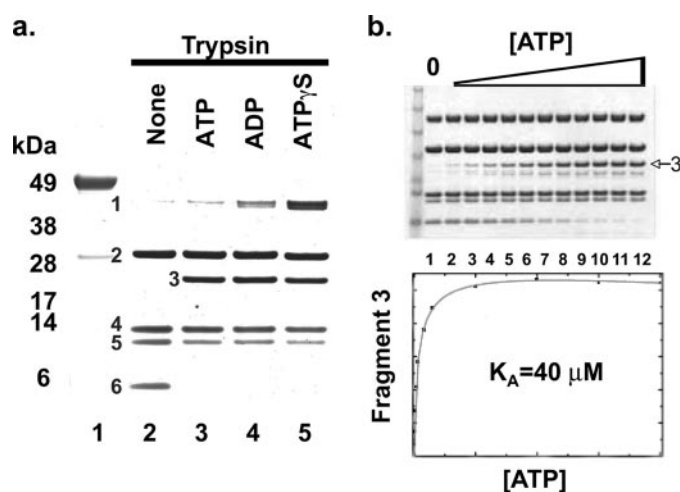 a.
Trypsin
None
ATP
ADP
ATPγS
kDa
49
38
28
17
14
6
1
2
3
4
5
6
1 2 3 4 5
b.
[ATP]
0
3
1 2 3 4 5 6 7 8 9 10 11 12
Fragment 3
K_A=40 μM
[ATP]